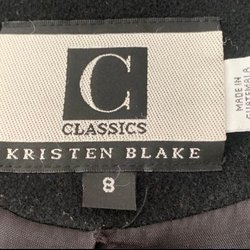 C
CLASSICS
KRISTEN BLAKE
8
MADE IN
GUATEMALA